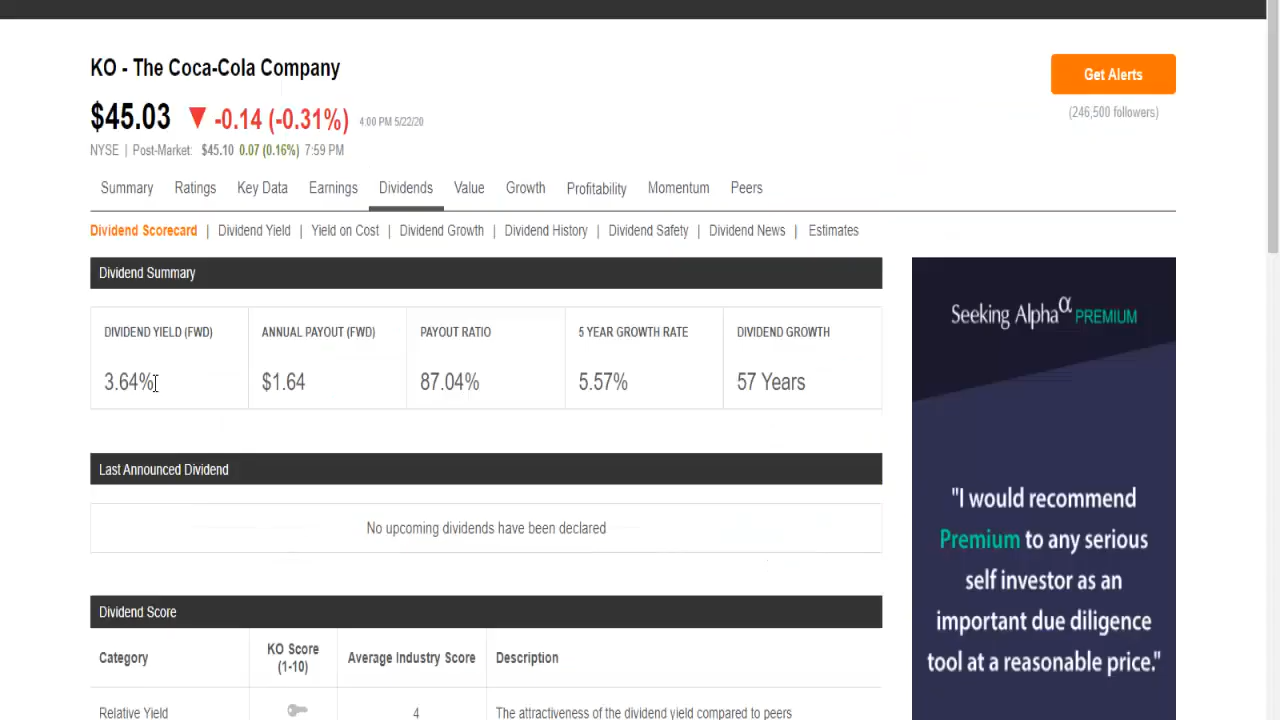 KO - The Coca-Cola Company
Get Alerts
$45.03 ▼ -0.14 (-0.31%) 4:00 PM 5/22/20
(246,500 followers)
NYSE | Post-Market: $45.10 0.07 (0.16%) 7:59 PM
Summary Ratings Key Data Earnings Dividends Value Growth Profitability Momentum Peers
Dividend Scorecard | Dividend Yield | Yield on Cost | Dividend Growth | Dividend History | Dividend Safety | Dividend News | Estimates
Dividend Summary
DIVIDEND YIELD (FWD) ANNUAL PAYOUT (FWD) PAYOUT RATIO 5 YEAR GROWTH RATE DIVIDEND GROWTH
3.64% $1.64 87.04% 5.57% 57 Years
Last Announced Dividend
No upcoming dividends have been declared
Dividend Score
Category KO Score (1-10) Average Industry Score Description
Relative Yield 4 The attractiveness of the dividend yield compared to peers
Seeking Alpha α PREMIUM
"I would recommend
Premium to any serious
self investor as an
important due diligence
tool at a reasonable price."